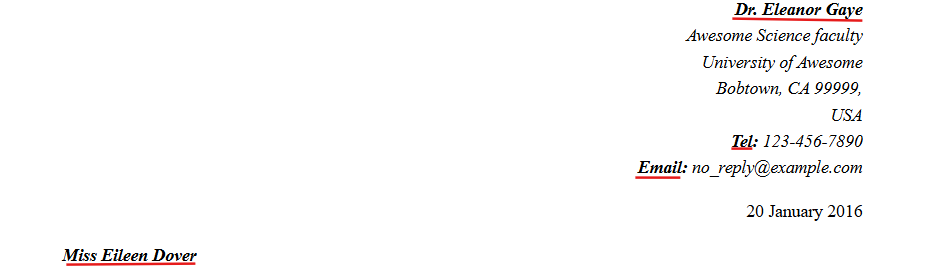 Dr. Eleanor Gaye
Awesome Science faculty
University of Awesome
Bobtown, CA 99999,
USA
Tel: 123-456-7890
Email: no_reply@example.com
20 January 2016
Miss Eileen Dover